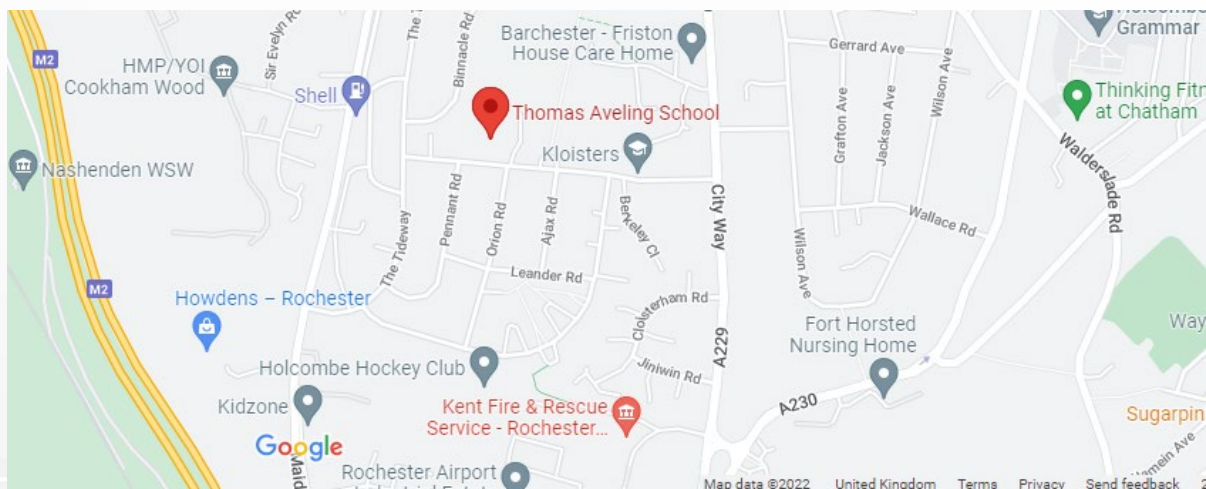 Grammar
Barchester - Friston
House Care Home
Gerrard Ave
M2
HMP/YOI
Cookham Wood
Sir Evelyn Rd
The T
Binnacle Rd
Shell
Thomas Aveling School
Thinking Fitn
at Chatham
Wilson Ave
Grafton Ave
Jackson Ave
Walderslade Rd
Kloisters
Nashenden WSW
City Way
Pennant Rd
Orion Rd
Ajax Rd
Berkeley Cl
Wallace Rd
The Tideway
Wilson Ave
Leander Rd
M2
Howdens – Rochester
Cloisterham Rd
Fort Horsted
Nursing Home
Way
A229
Holcombe Hockey Club
Jiniwin Rd
Kidzone
Kent Fire & Rescue
Service - Rochester...
A230
Sugarpin
Google
Maid
Rochester Airport
Map data ©2022 United Kingdom Terms Privacy Send feedback